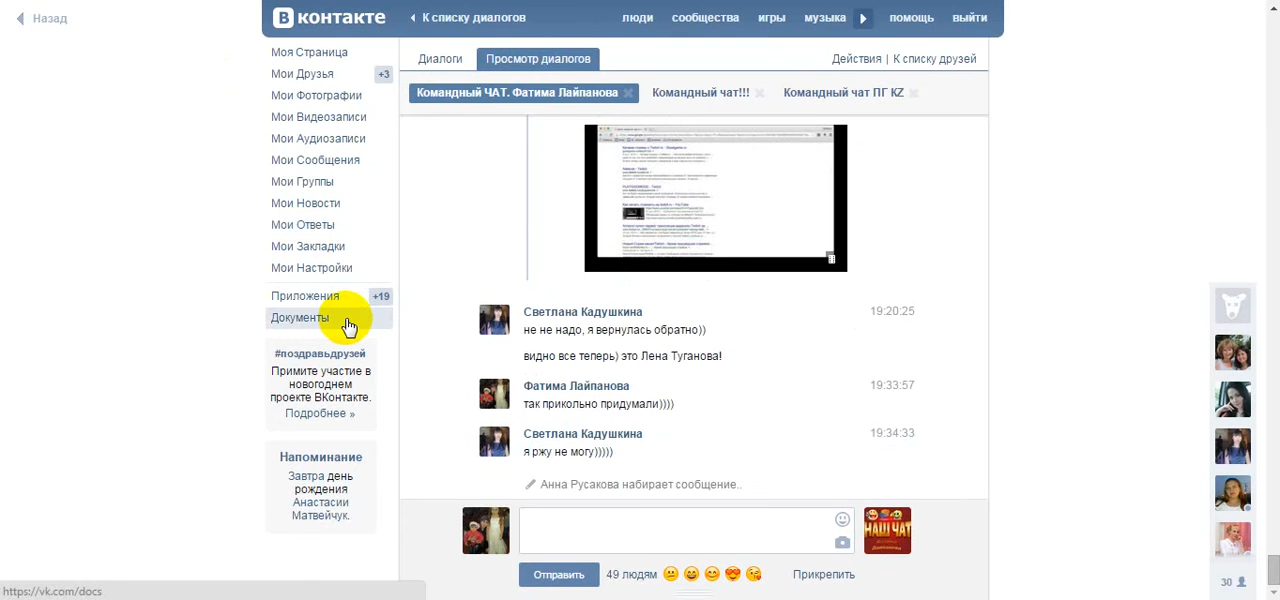 Назад
В контакте
К списку диалогов
люди
сообщества
игры
музыка
помощь
выйти
Моя Страница
Мои Друзья
+3
Мои Фотографии
Мои Видеозаписи
Мои Аудиозаписи
Мои Сообщения
Мои Группы
Мои Новости
Мои Ответы
Мои Закладки
Мои Настройки
Приложения
+19
Документы
#поздравьдрузей
Примите участие в
новогоднем
проекте ВКонтакте.
Подробнее »
Напоминание
Завтра день
рождения
Анастасии
Матвейчук.
Диалоги
Просмотр диалогов
Действия | К списку друзей
Командный ЧАТ. Фатима Лайпанова
Командный чат!!!
Командный чат ПГ KZ
Светлана Кадушкина
19:20:25
не не надо, я вернулась обратно))
видно все теперь) это Лена Туганова!
Фатима Лайпанова
19:33:57
так прикольно придумали))))
Светлана Кадушкина
19:34:33
я ржу не могу)))))
Анна Русакова набирает сообщение..
НАШ ЧАТ
Отправить
49 людям
Прикрепить
30
https://vk.com/docs